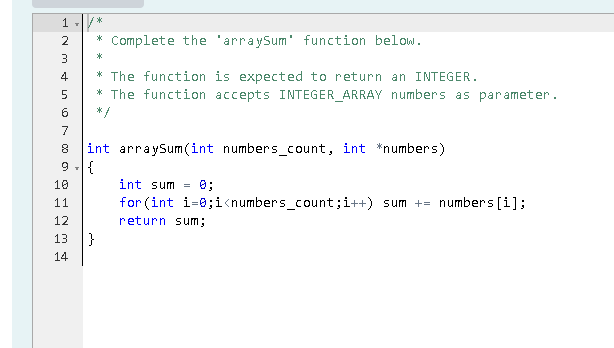 1 /*
2  * Complete the 'arraySum' function below.
3  *
4  * The function is expected to return an INTEGER.
5  * The function accepts INTEGER_ARRAY numbers as parameter.
6  */
7
8 int arraySum(int numbers_count, int *numbers)
9 {
10     int sum = 0;
11     for(int i=0;i<numbers_count;i++) sum += numbers[i];
12     return sum;
13 }
14